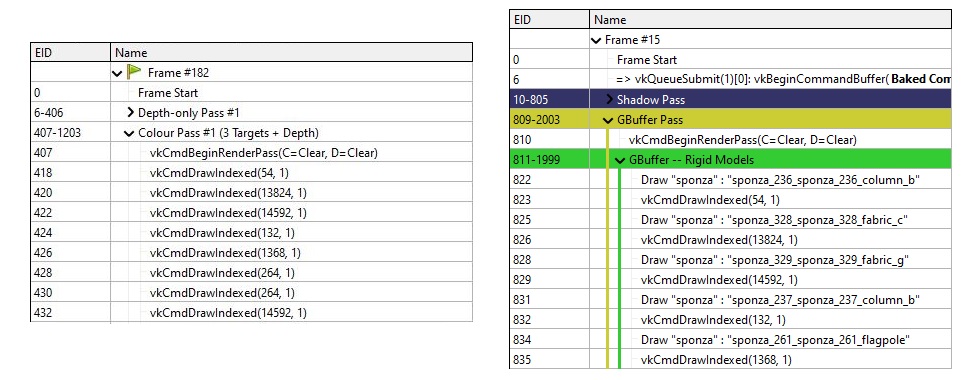 EID Name
Frame #182
0 Frame Start
6-406 Depth-only Pass #1
407-1203 Colour Pass #1 (3 Targets + Depth)
407 vkCmdBeginRenderPass(C=Clear, D=Clear)
418 vkCmdDrawIndexed(54, 1)
420 vkCmdDrawIndexed(13824, 1)
422 vkCmdDrawIndexed(14592, 1)
424 vkCmdDrawIndexed(132, 1)
426 vkCmdDrawIndexed(1368, 1)
428 vkCmdDrawIndexed(264, 1)
430 vkCmdDrawIndexed(264, 1)
432 vkCmdDrawIndexed(14592, 1)
EID Name
Frame #15
0 Frame Start
6 => vkQueueSubmit(1)[0]: vkBeginCommandBuffer( Baked Com
10-805 Shadow Pass
809-2003 GBuffer Pass
810 vkCmdBeginRenderPass(C=Clear, D=Clear)
811-1999 GBuffer -- Rigid Models
822 Draw "sponza" : "sponza_236_sponza_236_column_b"
823 vkCmdDrawIndexed(54, 1)
825 Draw "sponza" : "sponza_328_sponza_328_fabric_c"
826 vkCmdDrawIndexed(13824, 1)
828 Draw "sponza" : "sponza_329_sponza_329_fabric_g"
829 vkCmdDrawIndexed(14592, 1)
831 Draw "sponza" : "sponza_237_sponza_237_column_b"
832 vkCmdDrawIndexed(132, 1)
834 Draw "sponza" : "sponza_261_sponza_261_flagpole"
835 vkCmdDrawIndexed(1368, 1)